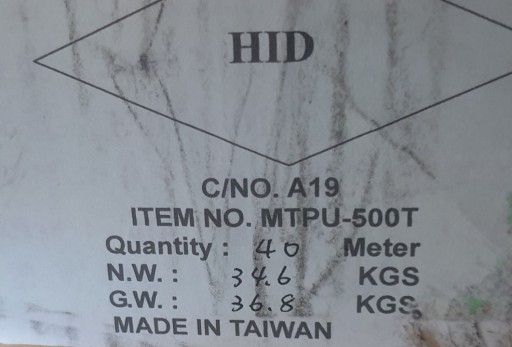 HID
C/NO. A19
ITEM NO. MTPU-500T
Quantity : 40 Meter
N.W. : 34.6 KGS
G.W. : 36.8 KGS
MADE IN TAIWAN